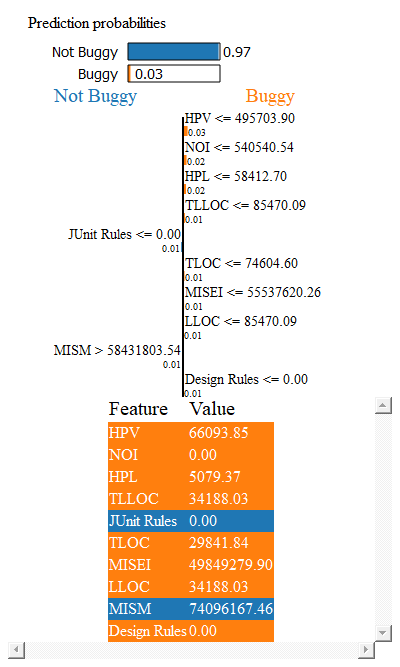 Prediction probabilities
Not Buggy 0.97
Buggy 0.03
Not Buggy Buggy
HPV <= 495703.90
0.03
NOI <= 540540.54
0.02
HPL <= 58412.70
0.02
TLLOC <= 85470.09
0.01
JUnit Rules <= 0.00
0.01
TLOC <= 74604.60
0.01
MISEI <= 55537620.26
0.01
LLOC <= 85470.09
0.01
MISM > 58431803.54
0.01
Design Rules <= 0.00
0.01
Feature Value
HPV 66093.85
NOI 0.00
HPL 5079.37
TLLOC 34188.03
JUnit Rules 0.00
TLOC 29841.84
MISEI 49849279.90
LLOC 34188.03
MISM 74096167.46
Design Rules 0.00